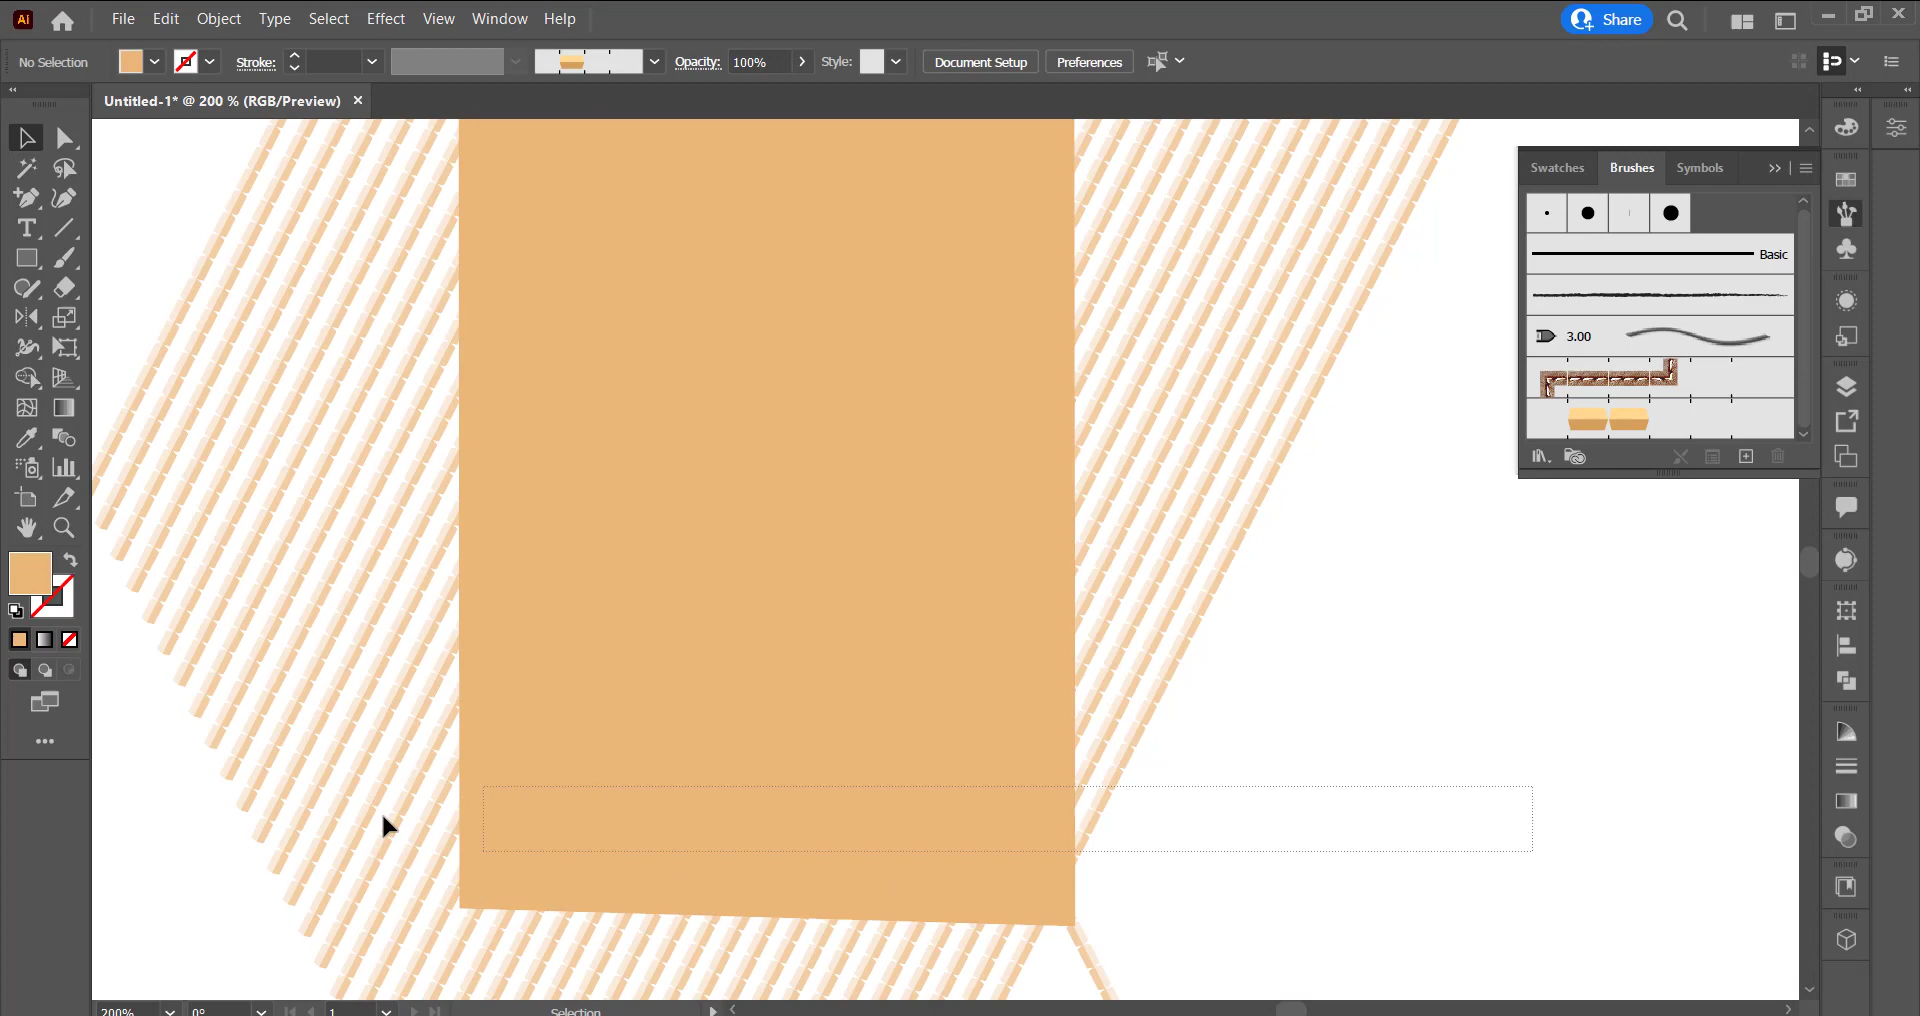 Ai File Edit Object Type Select Effect View Window Help Share
No Selection Stroke: Opacity: 100% Style: Document Setup Preferences
Untitled-1* @ 200 % (RGB/Preview) ×
Swatches Brushes Symbols
Basic
3.00
200% 0° 1 Selection